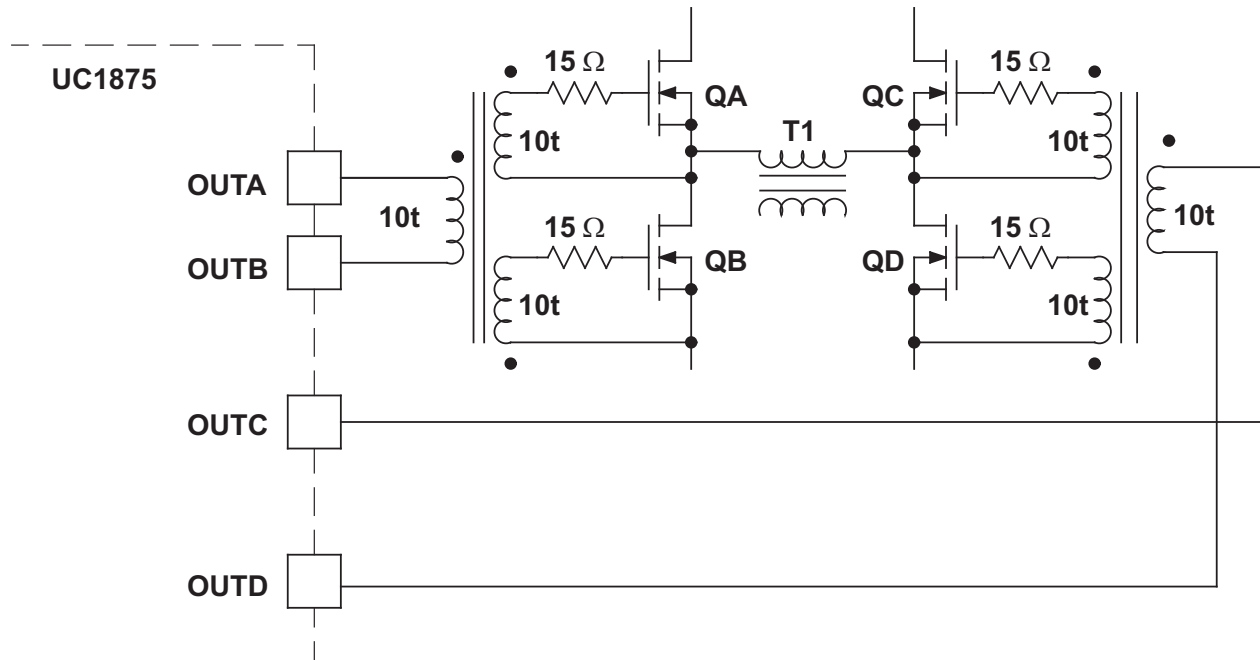 UC1875
15 Ω
QA
QC
15 Ω
T1
10t
10t
OUTA
10t
10t
15 Ω
15 Ω
OUTB
QB
QD
10t
10t
OUTC
OUTD